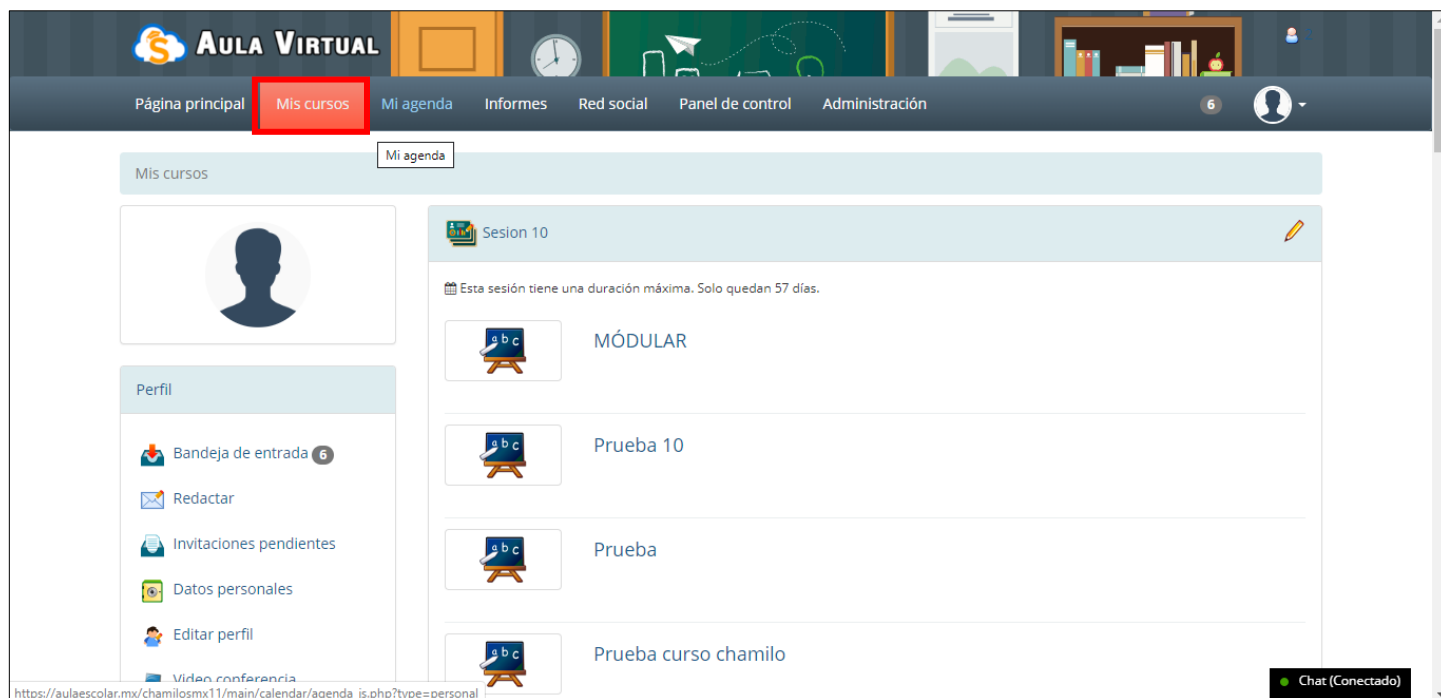 AULA VIRTUAL
2
Página principal Mis cursos Mi agenda Informes Red social Panel de control Administración 6
Mi agenda
Mis cursos
Sesion 10
Esta sesión tiene una duración máxima. Solo quedan 57 días.
MÓDULAR
Perfil
Bandeja de entrada 6
Prueba 10
Redactar
Invitaciones pendientes
Prueba
Datos personales
Editar perfil
Prueba curso chamilo
Video conferencia
https://aulaescolar.mx/chamilosmx11/main/calendar/agenda_js.php?type=personal
Chat (Conectado)